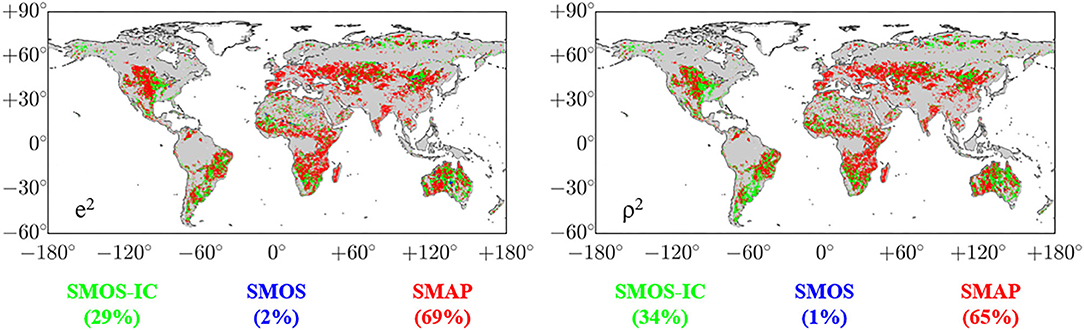 +90° +90°
+60° +60°
+30° +30°
0° 0°
−30° −30°
e² ρ²
−60° −60°
−180° −120° −60° 0° +60° +120° +180° −180° −120° −60° 0° +60° +120° +180°
SMOS-IC SMOS SMAP SMOS-IC SMOS SMAP
(29%) (2%) (69%) (34%) (1%) (65%)